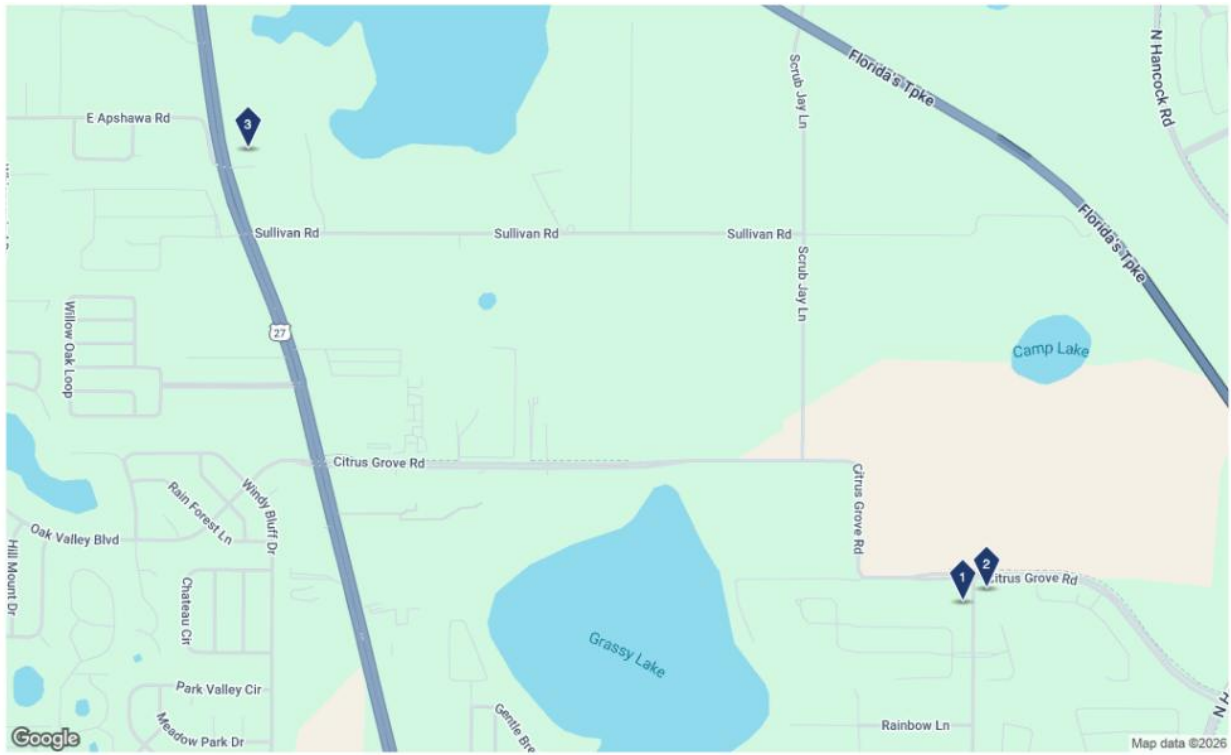 Florida's Tpke
N Hancock Rd
Scrub Jay Ln
E Apshawa Rd
3
Sullivan Rd
Sullivan Rd
Sullivan Rd
Florida's Tpke
Scrub Jay Ln
Willow Oak Loop
27
Camp Lake
Citrus Grove Rd
Citrus Grove Rd
Windy Bluff Dr
Rain Forest Ln
Oak Valley Blvd
Hill Mount Dr
Chateau Cir
1
2
Citrus Grove Rd
Grassy Lake
Park Valley Cir
Meadow Park Dr
Gentle Bre
Rainbow Ln
N H
Google
Map data ©2026